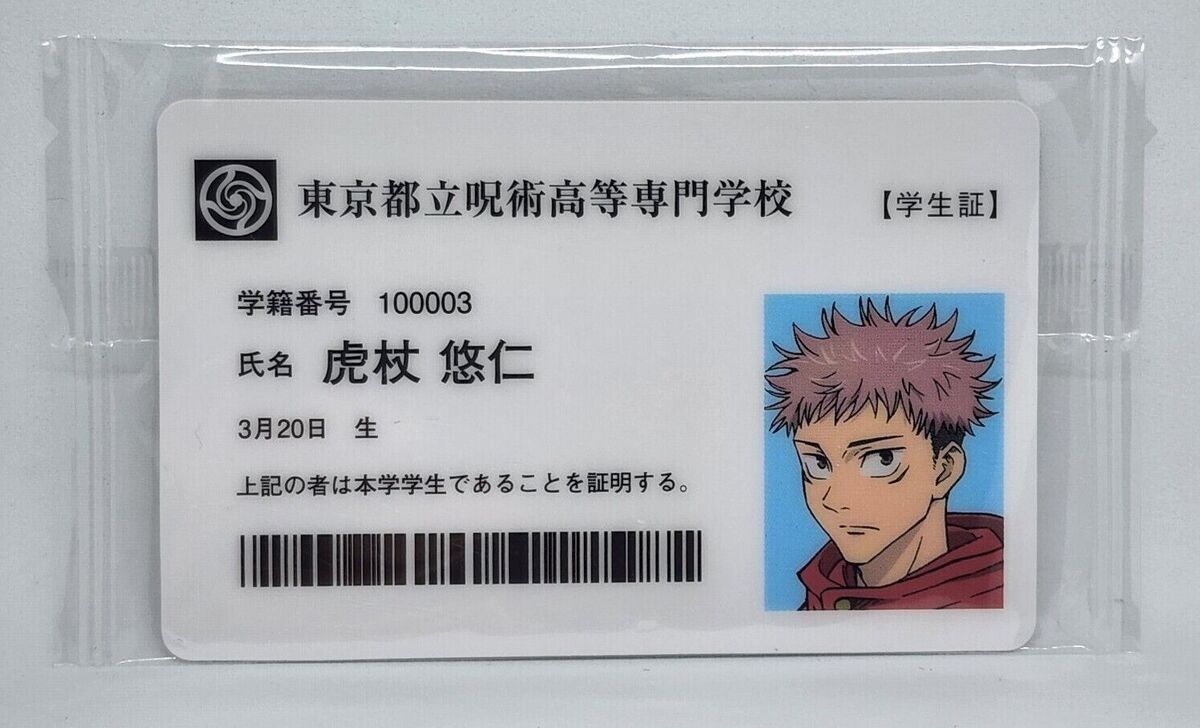 東京都立呪術高等専門学校 【学生証】
学籍番号 100003
氏名 虎杖 悠仁
3月20日 生
上記の者は本学学生であることを証明する。